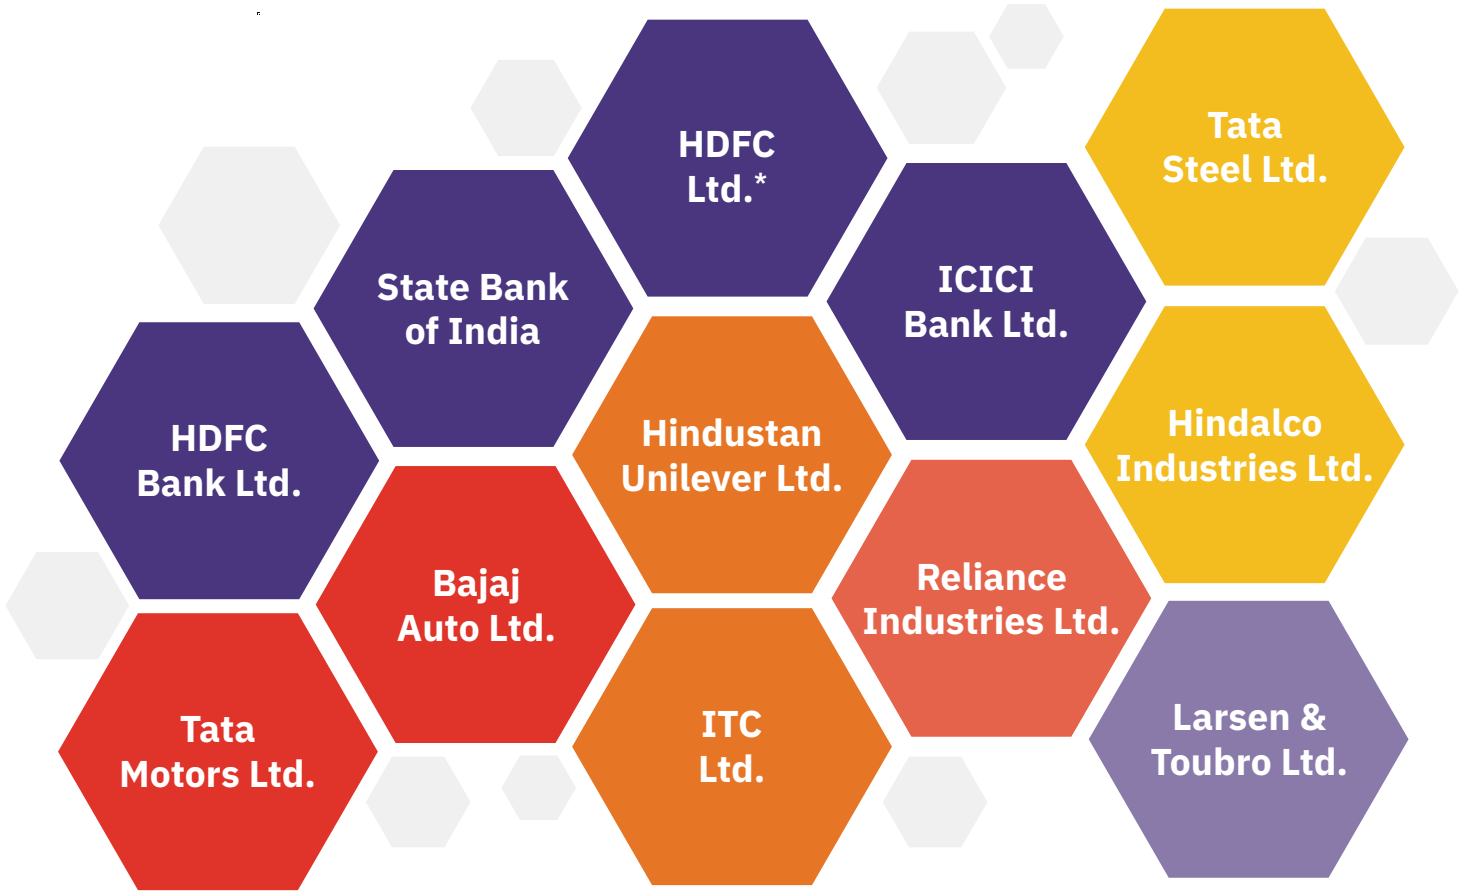 HDFC
Ltd.*
Tata
Steel Ltd.
State Bank
of India
ICICI
Bank Ltd.
HDFC
Bank Ltd.
Hindustan
Unilever Ltd.
Hindalco
Industries Ltd.
Bajaj
Auto Ltd.
Reliance
Industries Ltd.
Tata
Motors Ltd.
ITC
Ltd.
Larsen &
Toubro Ltd.